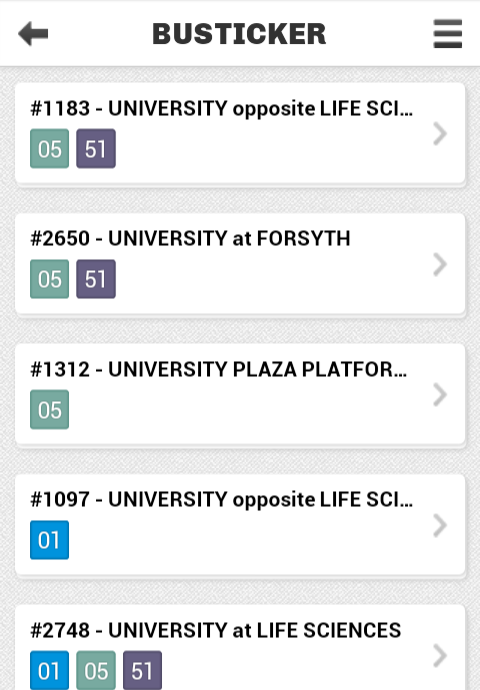 BUSTICKER
#1183 - UNIVERSITY opposite LIFE SCI...
05 51
#2650 - UNIVERSITY at FORSYTH
05 51
#1312 - UNIVERSITY PLAZA PLATFOR...
05
#1097 - UNIVERSITY opposite LIFE SCI...
01
#2748 - UNIVERSITY at LIFE SCIENCES
01 05 51